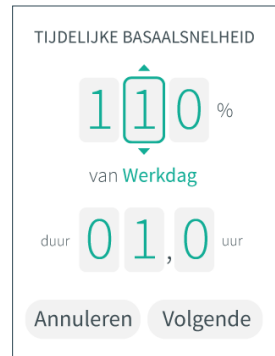 TIJDELIJKE BASAALSNELHEID
110 %
van Werkdag
duur 01,0 uur
Annuleren Volgende